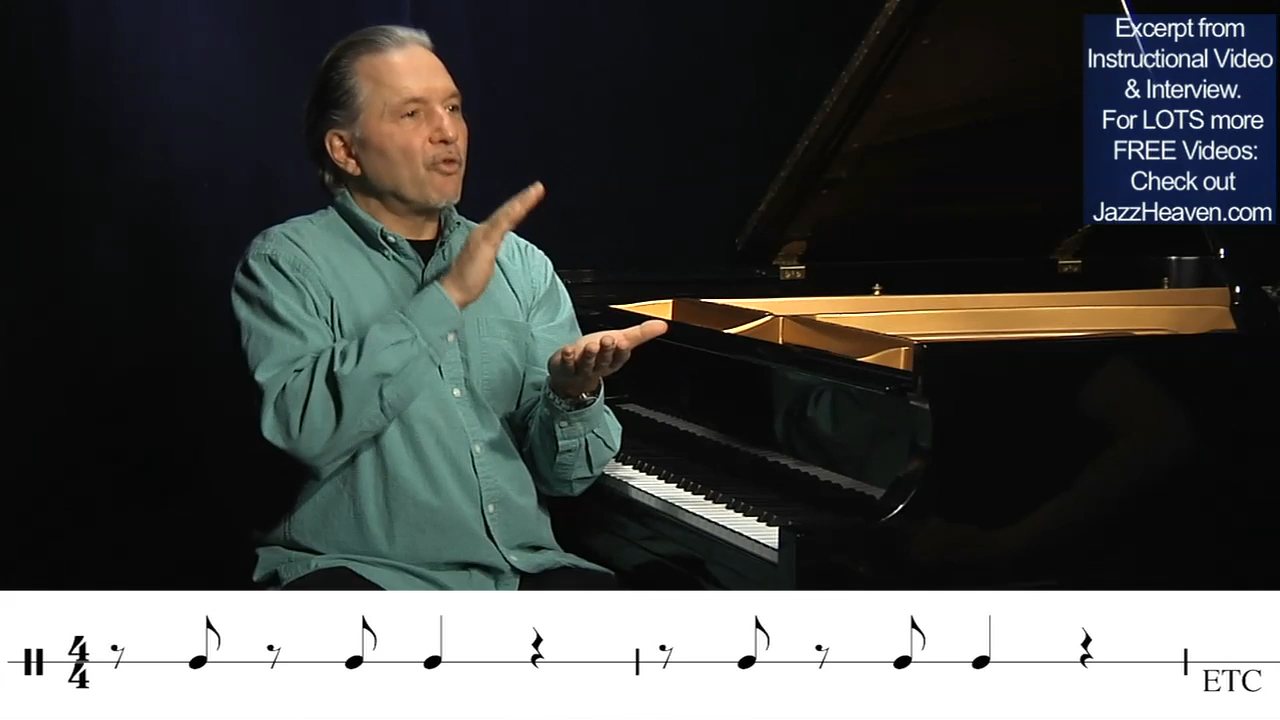 Excerpt from
Instructional Video
& Interview.
For LOTS more
FREE Videos:
Check out
JazzHeaven.com
4
4
ETC